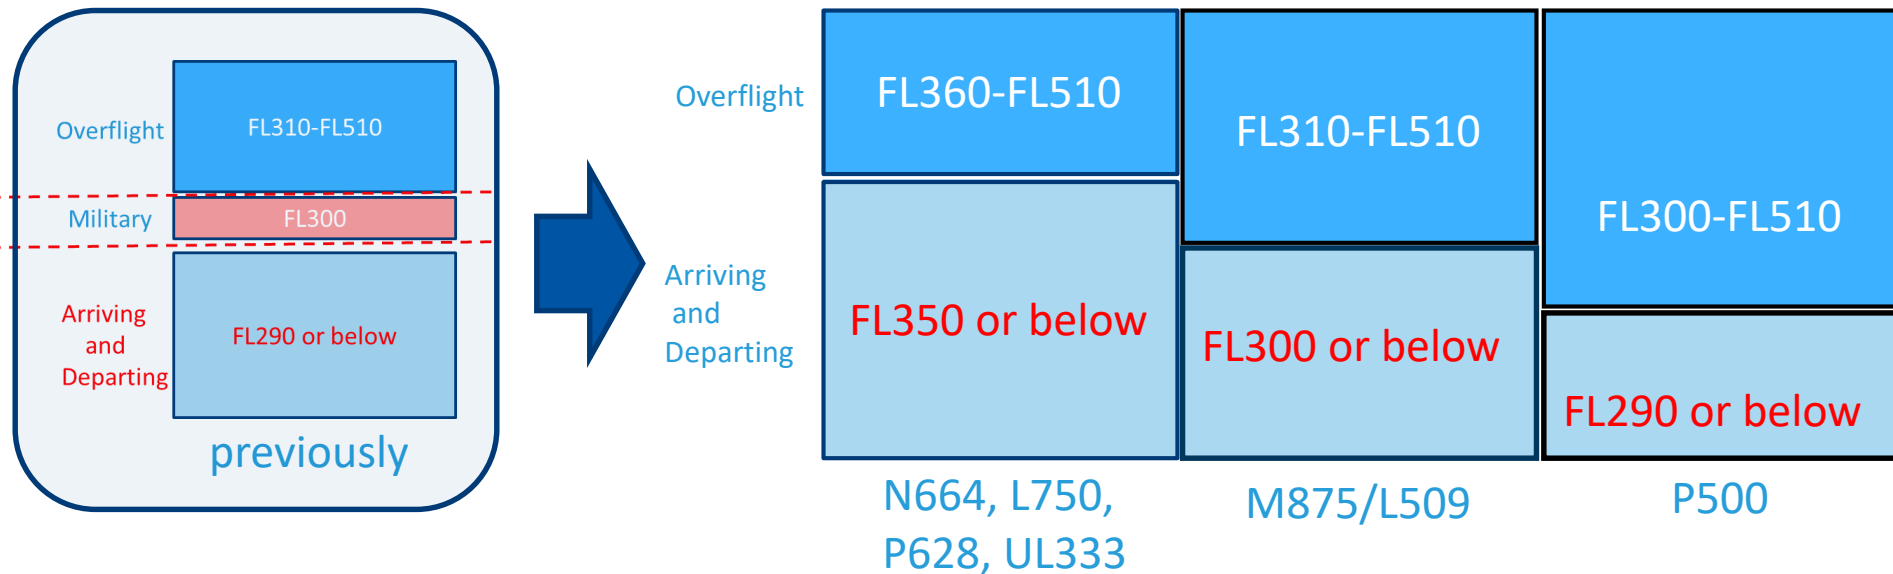 Overflight
FL310-FL510
Military
FL300
Arriving
and
Departing
FL290 or below
previously
Overflight
FL360-FL510
FL310-FL510
FL300-FL510
Arriving
and
Departing
FL350 or below
FL300 or below
FL290 or below
N664, L750,
P628, UL333
M875/L509
P500